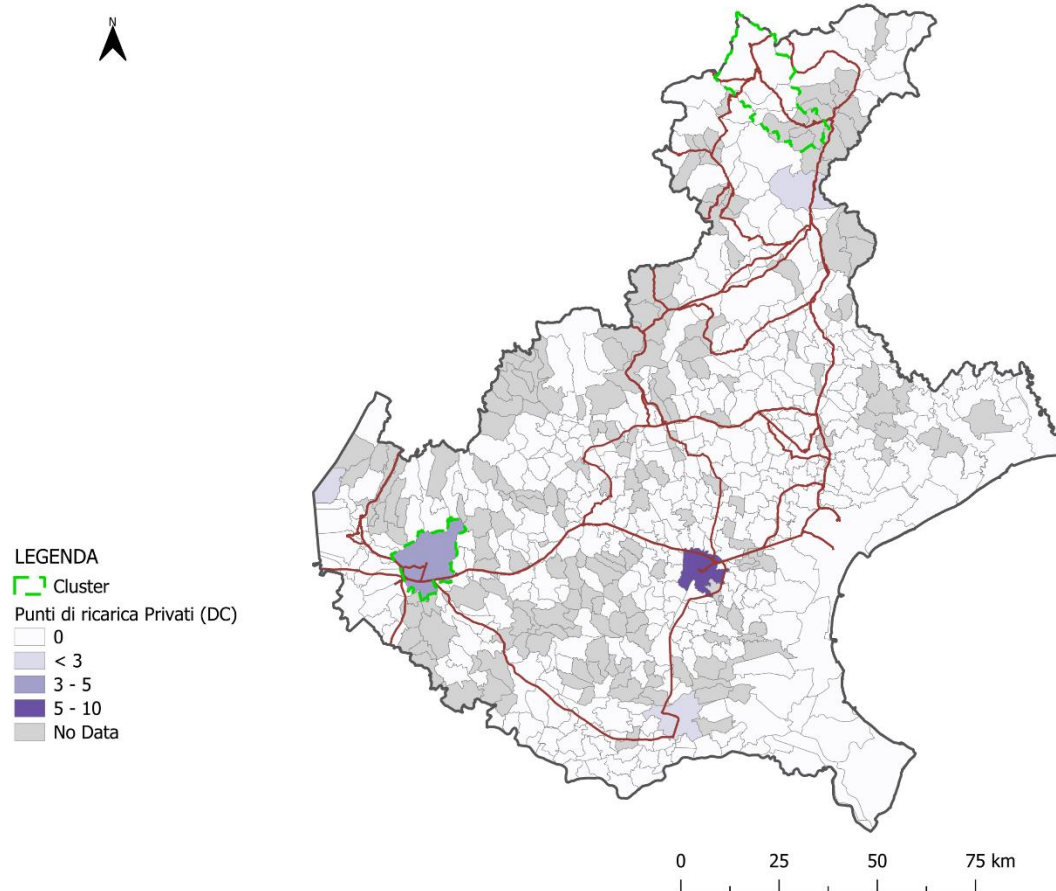 N
LEGENDA
Cluster
Punti di ricarica Privati (DC)
0
< 3
3 - 5
5 - 10
No Data
0 25 50 75 km